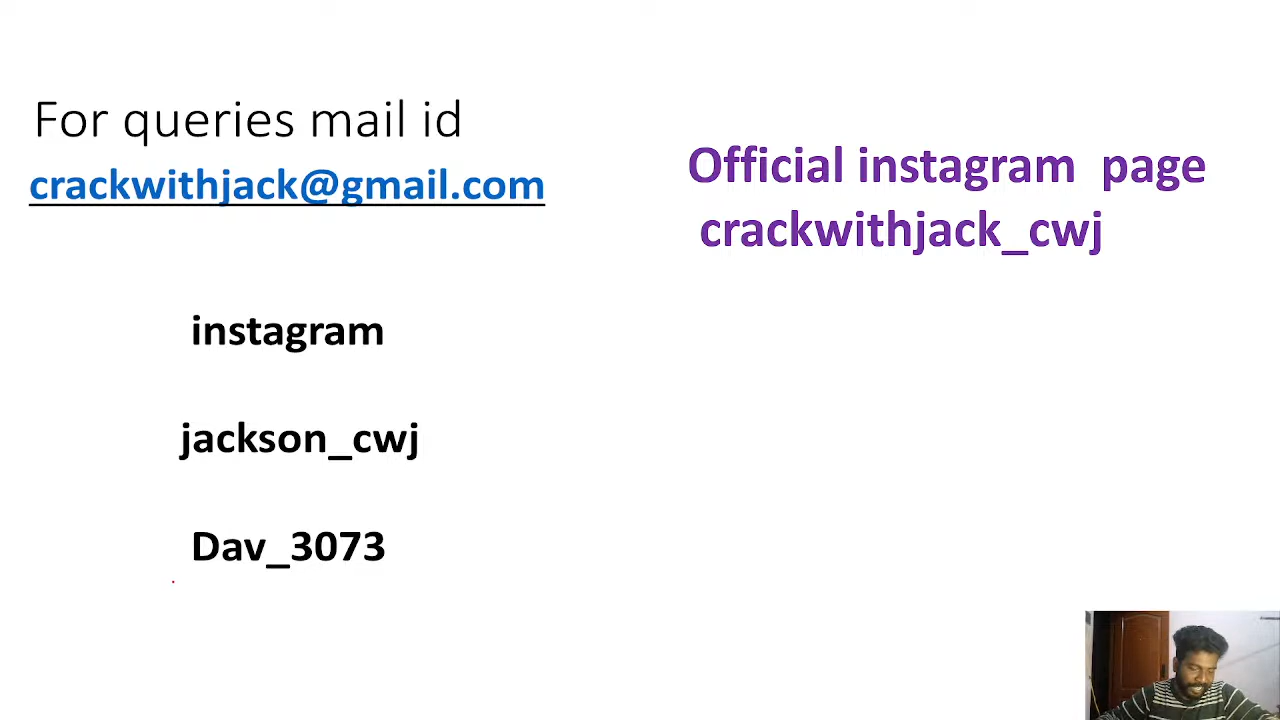 For queries mail id
crackwithjack@gmail.com
Official instagram page
crackwithjack_cwj
instagram
jackson_cwj
Dav_3073